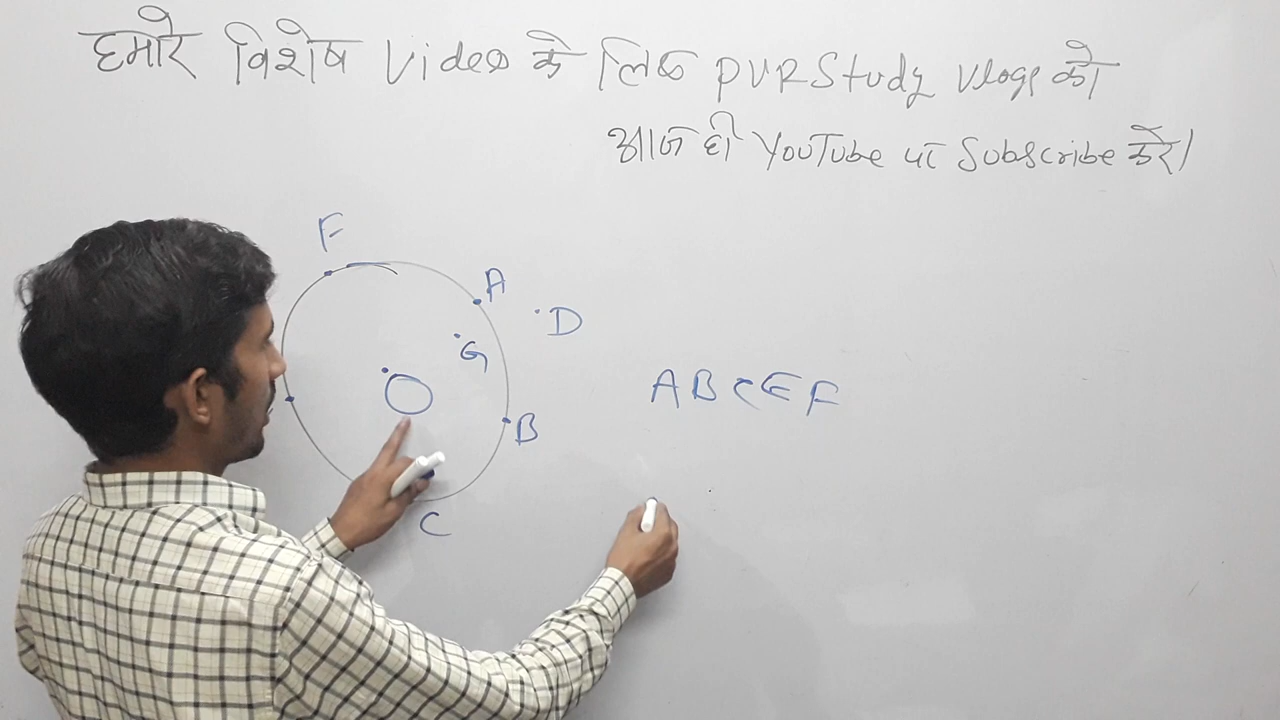 हमारे विशेष Video के लिए PVR Study Vlogs को
आज ही YouTube पर Subscribe करें।
F
A
D
G
A B C E F
B
C